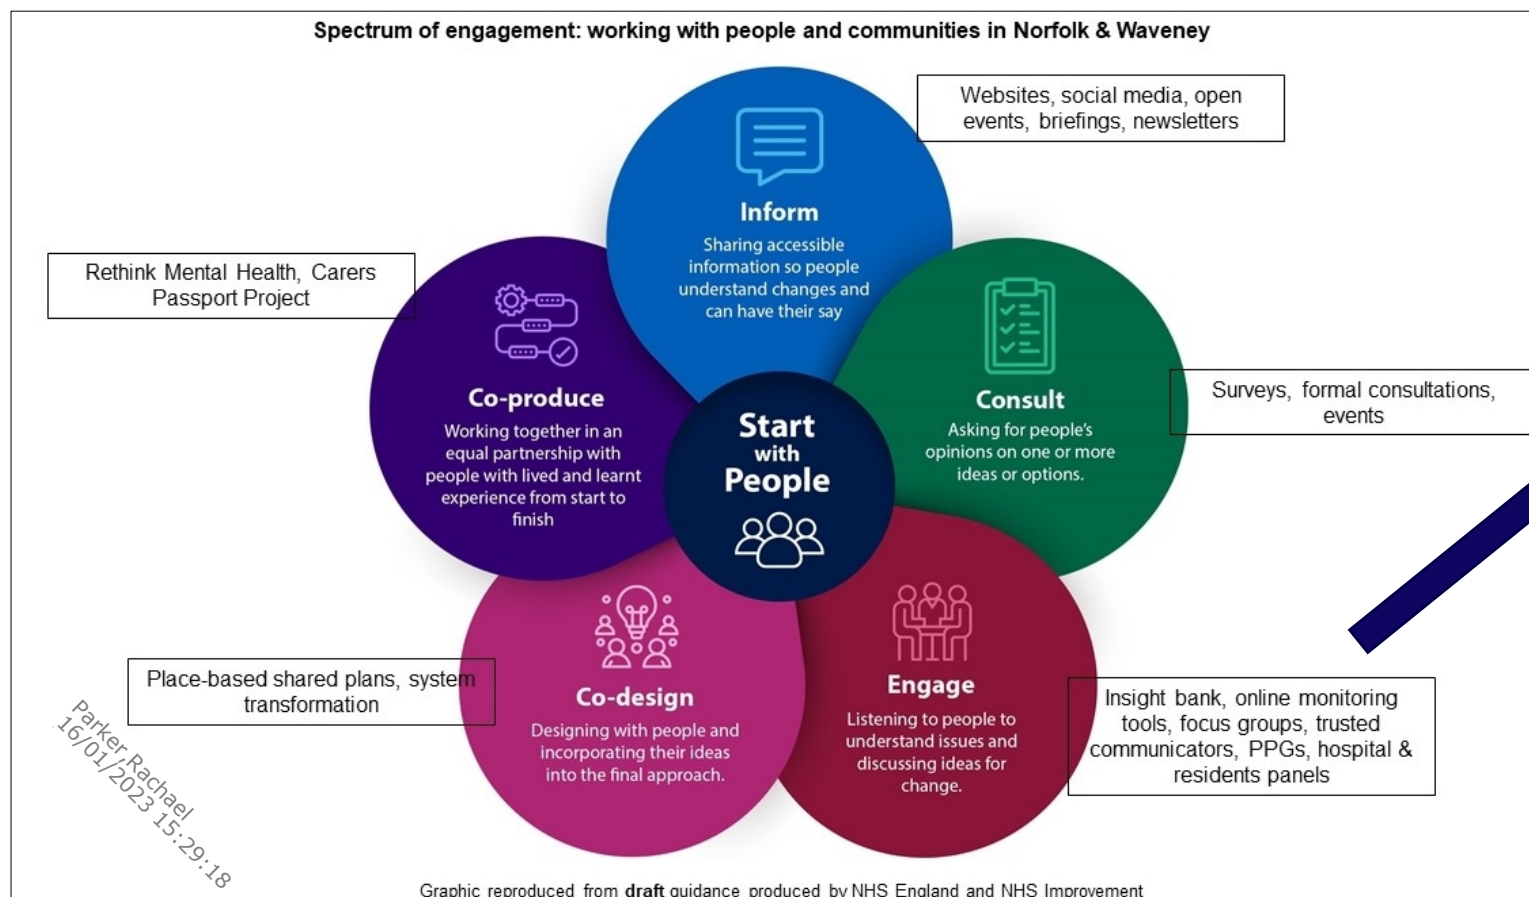 Spectrum of engagement: working with people and communities in Norfolk & Waveney
Websites, social media, open
events, briefings, newsletters
Inform
Sharing accessible
information so people
understand changes and
can have their say
Rethink Mental Health, Carers
Passport Project
Co-produce
Working together in an
equal partnership with
people with lived and learnt
experience from start to
finish
Start
with
People
Consult
Asking for people's
opinions on one or more
ideas or options.
Surveys, formal consultations,
events
Place-based shared plans, system
transformation
Co-design
Designing with people and
incorporating their ideas
into the final approach.
Engage
Listening to people to
understand issues and
discussing ideas for
change.
Insight bank, online monitoring
tools, focus groups, trusted
communicators, PPGs, hospital &
residents panels
Parker,Rachael
16/01/2023 15:29:18
Graphic reproduced from draft guidance produced by NHS England and NHS Improvement